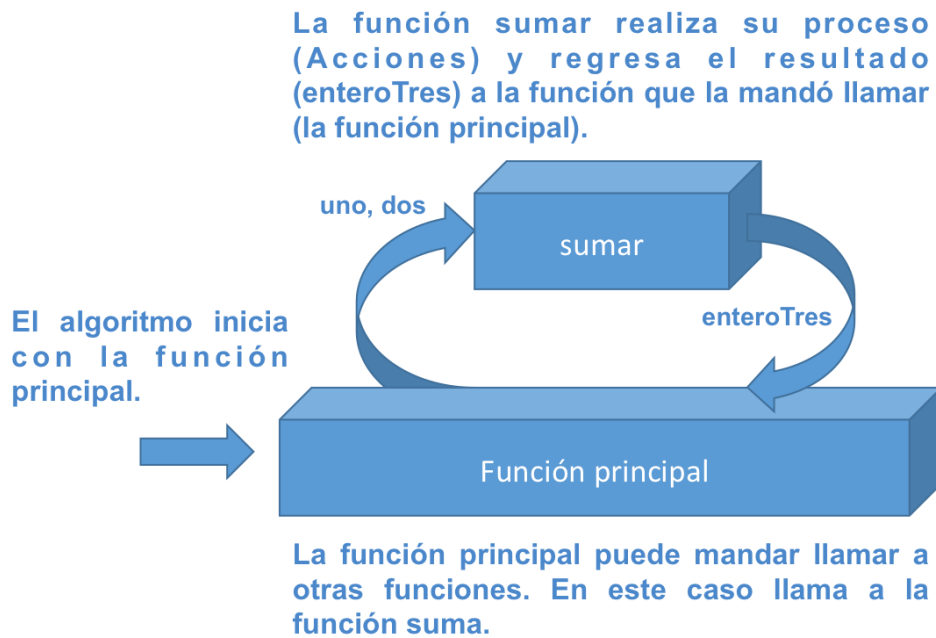 La función sumar realiza su proceso
(Acciones) y regresa el resultado
(enteroTres) a la función que la mandó llamar
(la función principal).
uno, dos
sumar
enteroTres
El algoritmo inicia
con la función
principal.
Función principal
La función principal puede mandar llamar a
otras funciones. En este caso llama a la
función suma.